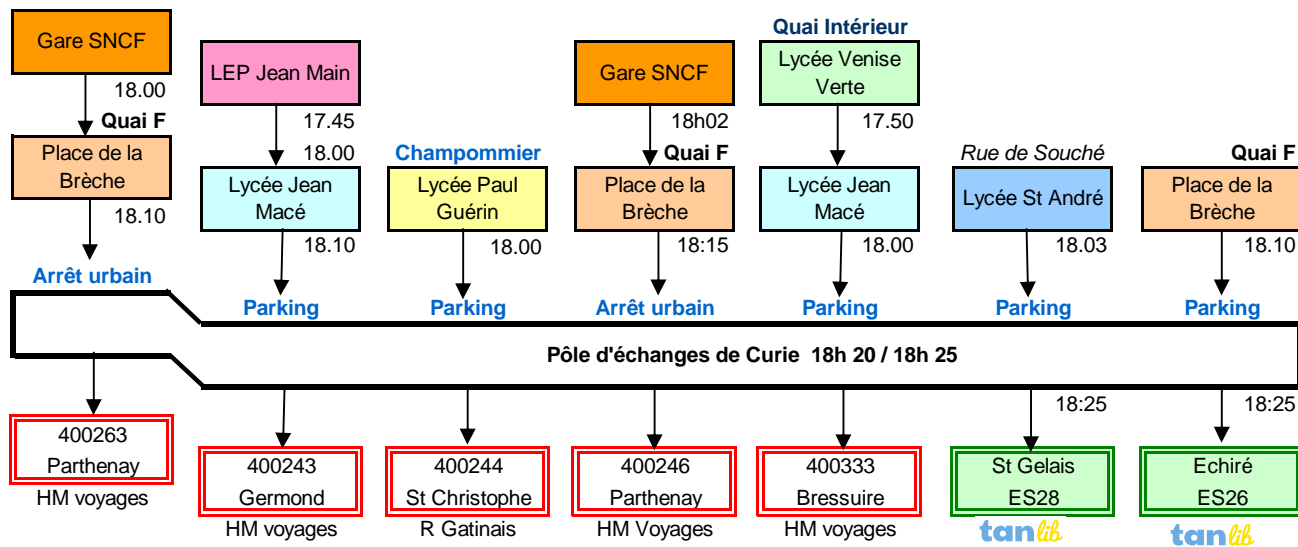 Quai Intérieur
Gare SNCF
LEP Jean Main
Gare SNCF
Lycée Venise
Verte
18.00
17.45
18h02
17.50
Quai F
18.00
Champommier
Quai F
Rue de Souché
Quai F
Place de la
Brèche
Lycée Jean
Macé
Lycée Paul
Guérin
Place de la
Brèche
Lycée Jean
Macé
Lycée St André
Place de la
Brèche
18.10
18.10
18.00
18:15
18.00
18.03
18.10
Arrêt urbain
Parking
Parking
Arrêt urbain
Parking
Parking
Parking
Pôle d'échanges de Curie 18h 20 / 18h 25
18:25
18:25
400263
Parthenay
HM voyages
400243
Germond
HM voyages
400244
St Christophe
R Gatinais
400246
Parthenay
HM Voyages
400333
Bressuire
HM voyages
St Gelais
ES28
tanlib
Echiré
ES26
tanlib